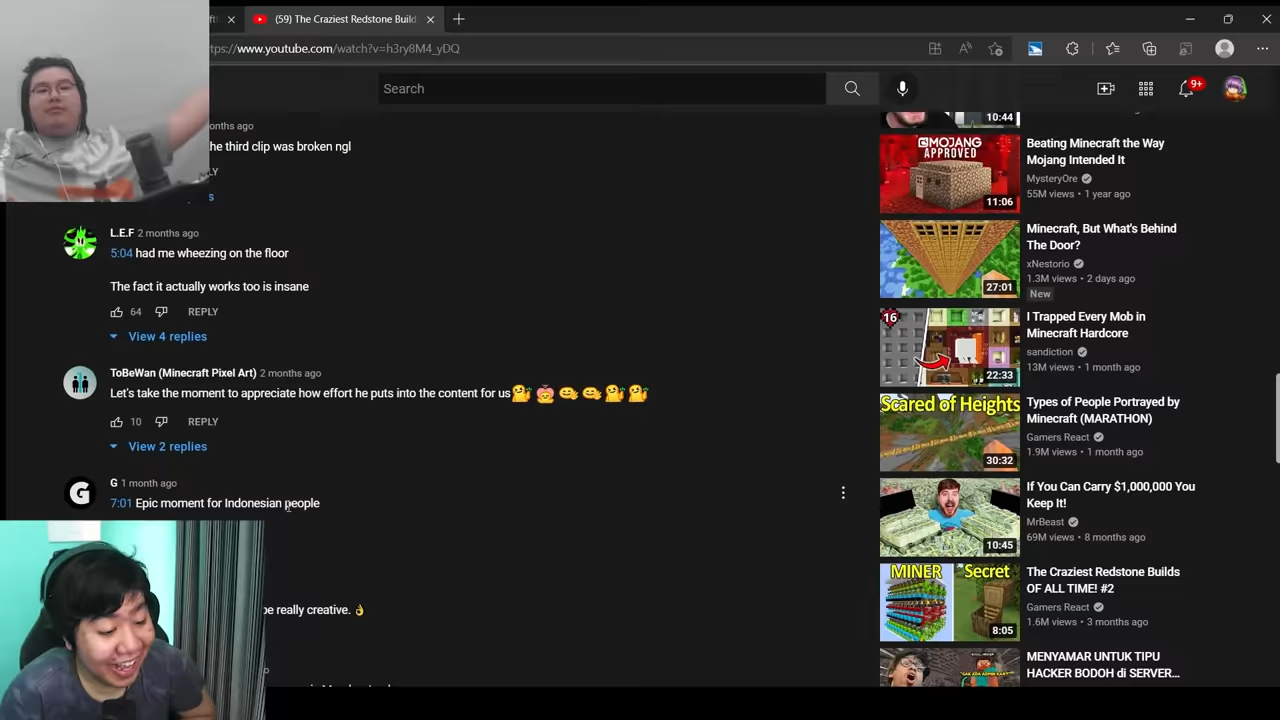 (59) The Craziest Redstone Build
tps://www.youtube.com/watch?v=h3ry8M4_yDQ
Search
9+
months ago
the third clip was broken ngl
LY
s
L.E.F 2 months ago
5:04 had me wheezing on the floor
The fact it actually works too is insane
64 REPLY
View 4 replies
ToBeWan (Minecraft Pixel Art) 2 months ago
Let's take the moment to appreciate how effort he puts into the content for us
10 REPLY
View 2 replies
G 1 month ago
7:01 Epic moment for Indonesian people
be really creative. 👌
10:44
MOJANG
APPROVED
11:06
Beating Minecraft the Way
Mojang Intended It
MysteryOre
55M views • 1 year ago
27:01
Minecraft, But What's Behind
The Door?
xNestorio
1.3M views • 2 days ago
New
16
22:33
I Trapped Every Mob in
Minecraft Hardcore
sandiction
13M views • 1 month ago
Scared of Heights
30:32
Types of People Portrayed by
Minecraft (MARATHON)
Gamers React
1.9M views • 1 month ago
10:45
If You Can Carry $1,000,000 You
Keep It!
MrBeast
69M views • 8 months ago
MINER Secret
8:05
The Craziest Redstone Builds
OF ALL TIME! #2
Gamers React
1.6M views • 3 months ago
MENYAMAR UNTUK TIPU
HACKER BODOH di SERVER...